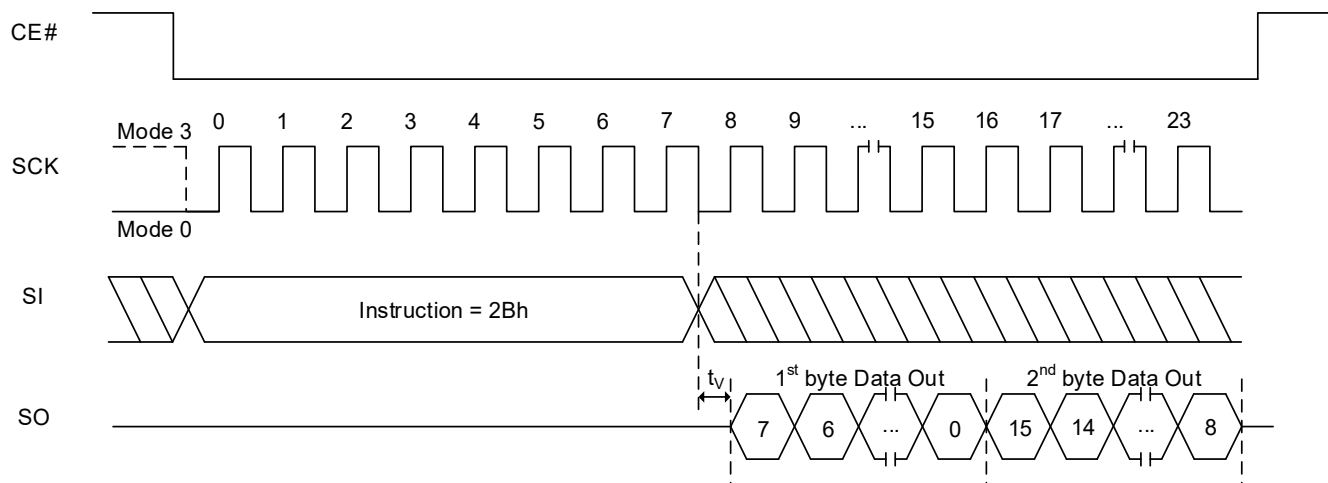 CE#
0 1 2 3 4 5 6 7 8 9 ... 15 16 17 ... 23
Mode 3
SCK
Mode 0
SI
Instruction = 2Bh
tV
1st byte Data Out
2nd byte Data Out
SO
7 6 ... 0 15 14 ... 8